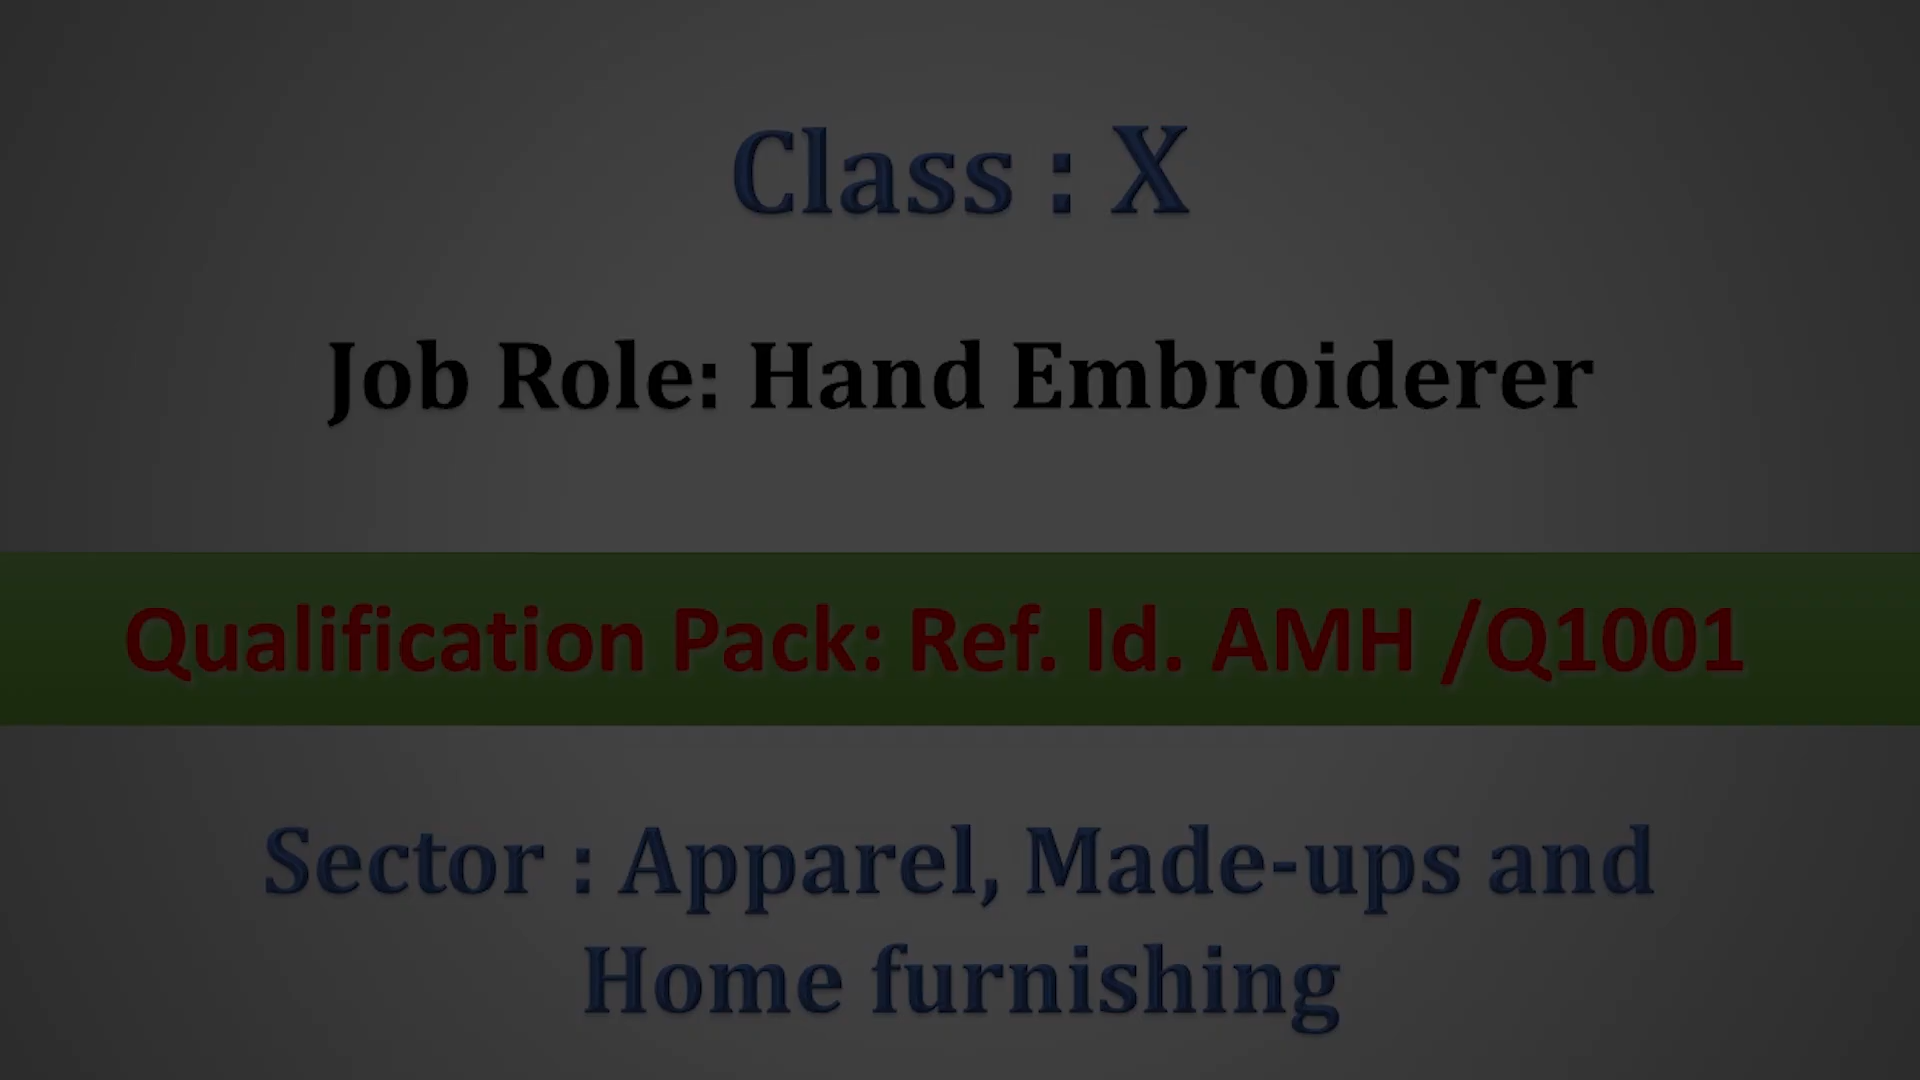 Class : X
Job Role: Hand Embroiderer
Qualification Pack: Ref. Id. AMH /Q1001
Sector : Apparel, Made-ups and
Home furnishing